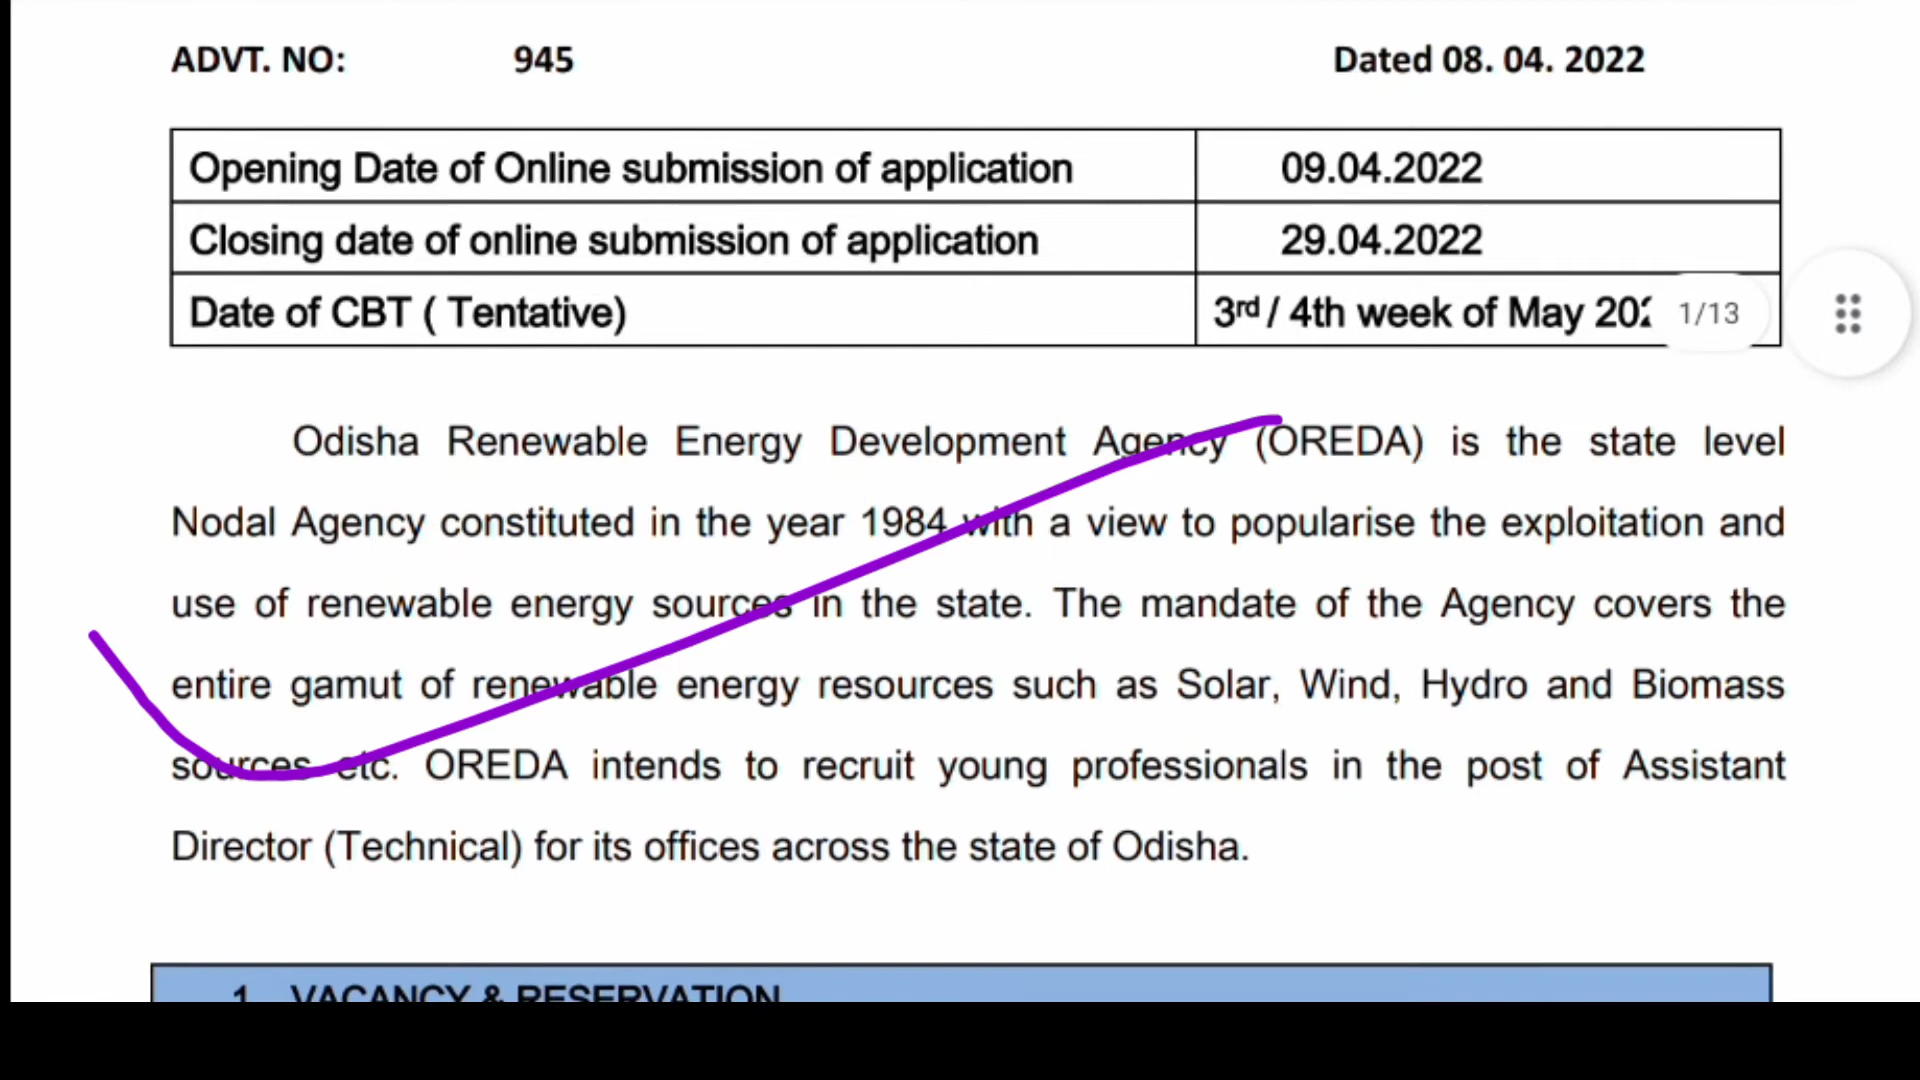 ADVT. NO: 945 Dated 08. 04. 2022
Opening Date of Online submission of application 09.04.2022
Closing date of online submission of application 29.04.2022
Date of CBT ( Tentative) 3rd / 4th week of May 1/13
Odisha Renewable Energy Development Agency (OREDA) is the state level
Nodal Agency constituted in the year 1984 with a view to popularise the exploitation and
use of renewable energy sources in the state. The mandate of the Agency covers the
entire gamut of renewable energy resources such as Solar, Wind, Hydro and Biomass
sources etc. OREDA intends to recruit young professionals in the post of Assistant
Director (Technical) for its offices across the state of Odisha.
1 VACANCY & RESERVATION